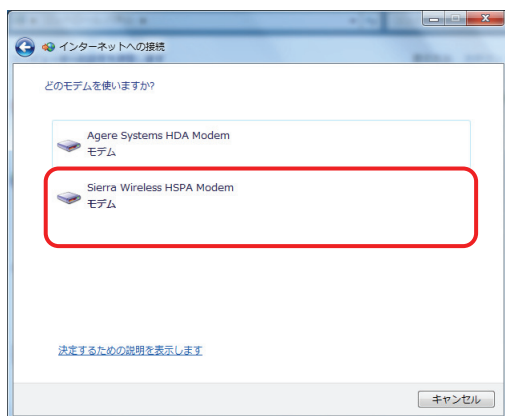 インターネットへの接続
どのモデムを使いますか?
Agere Systems HDA Modem
モデム
Sierra Wireless HSPA Modem
モデム
決定するための説明を表示します
キャンセル